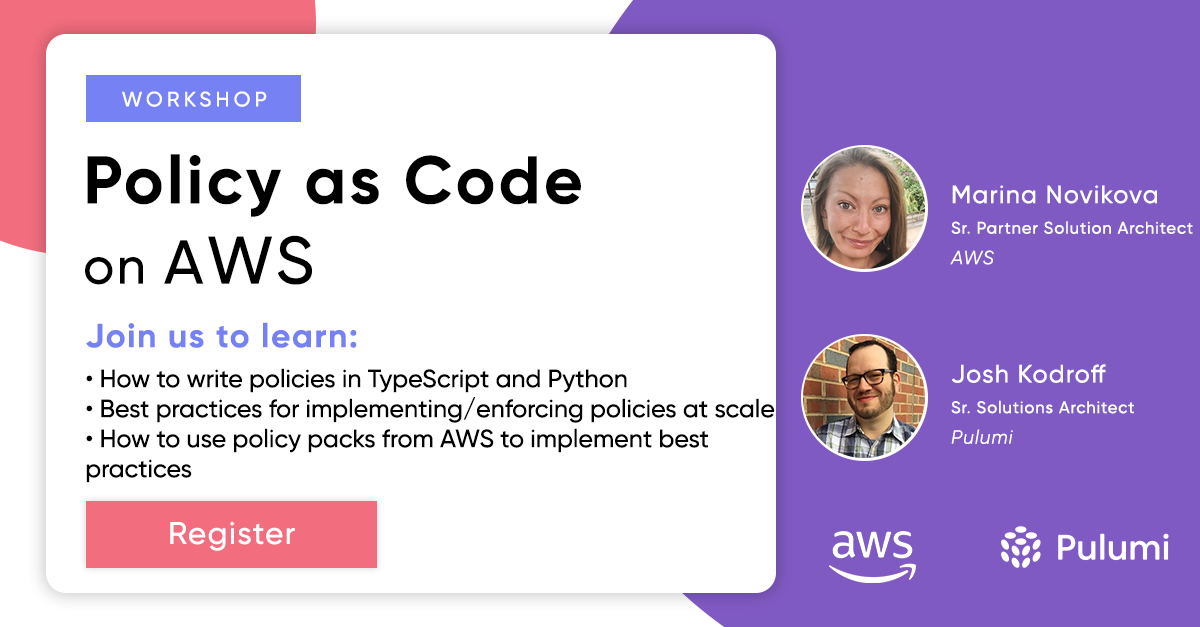 WORKSHOP
Policy as Code
on AWS
Join us to learn:
• How to write policies in TypeScript and Python
• Best practices for implementing/enforcing policies at scale
• How to use policy packs from AWS to implement best
practices
Register
Marina Novikova
Sr. Partner Solution Architect
AWS
Josh Kodroff
Sr. Solutions Architect
Pulumi
aws
Pulumi